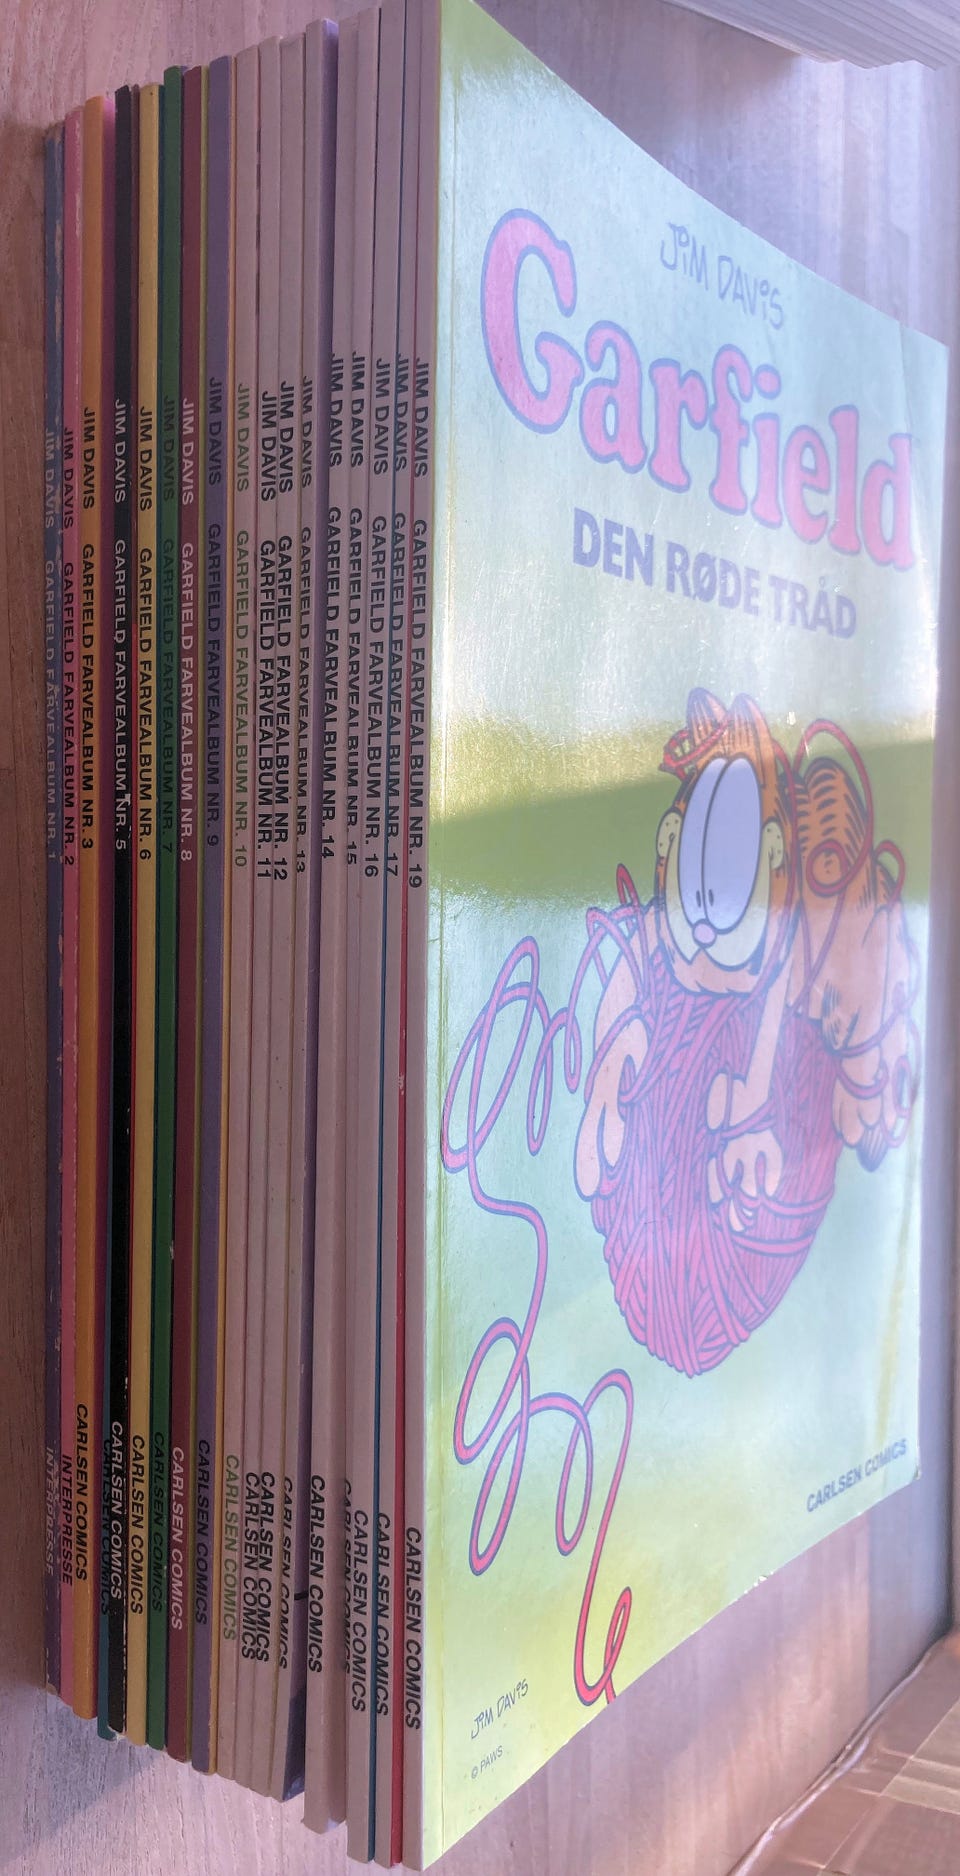 JIM DAVIS GARFIELD FARVEALBUM NR. 1 INTERPRESSE
JIM DAVIS GARFIELD FARVEALBUM NR. 2 INTERPRESSE
JIM DAVIS GARFIELD FARVEALBUM NR. 3 CARLSEN COMICS
CARLSEN COMICS
JIM DAVIS GARFIELD FARVEALBUM NR. 5 CARLSEN COMICS
JIM DAVIS GARFIELD FARVEALBUM NR. 6 CARLSEN COMICS
JIM DAVIS GARFIELD FARVEALBUM NR. 7 CARLSEN COMICS
JIM DAVIS GARFIELD FARVEALBUM NR. 8 CARLSEN COMICS
JIM DAVIS GARFIELD FARVEALBUM NR. 9 CARLSEN COMICS
JIM DAVIS GARFIELD FARVEALBUM NR. 10 CARLSEN COMICS
JIM DAVIS GARFIELD FARVEALBUM NR. 11 CARLSEN COMICS
JIM DAVIS GARFIELD FARVEALBUM NR. 12 CARLSEN COMICS
JIM DAVIS GARFIELD FARVEALBUM NR. 13 CARLSEN COMICS
JIM DAVIS GARFIELD FARVEALBUM NR. 14 CARLSEN COMICS
JIM DAVIS GARFIELD FARVEALBUM NR. 15 CARLSEN COMICS
JIM DAVIS GARFIELD FARVEALBUM NR. 16 CARLSEN COMICS
JIM DAVIS GARFIELD FARVEALBUM NR. 17 CARLSEN COMICS
JIM DAVIS GARFIELD FARVEALBUM NR. 19 CARLSEN COMICS
JIM DAVIS
Garfield
DEN RØDE TRÅD
CARLSEN COMICS
JIM DAVIS
© PAWS